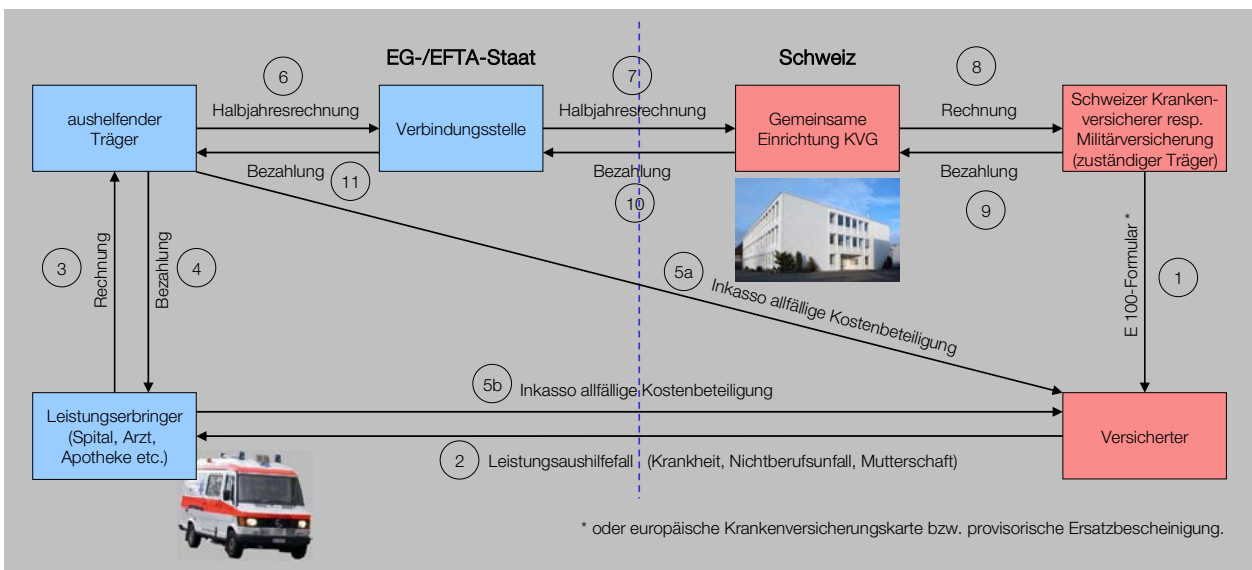 EG-/EFTA-Staat
Schweiz
6
7
8
Halbjahresrechnung
Halbjahresrechnung
Rechnung
aushelfender
Träger
Verbindungsstelle
Gemeinsame
Einrichtung KVG
Schweizer Kranken-
versicherer resp.
Militärversicherung
(zuständiger Träger)
Bezahlung
11
Bezahlung
10
Bezahlung
9
3
Rechnung
Bezahlung
4
5a
Inkasso allfällige Kostenbeteiligung
E 100-Formular *
1
5b
Inkasso allfällige Kostenbeteiligung
Leistungserbringer
(Spital, Arzt,
Apotheke etc.)
Versicherter
2
Leistungsaushilfefall (Krankheit, Nichtberufsunfall, Mutterschaft)
* oder europäische Krankenversicherungskarte bzw. provisorische Ersatzbescheinigung.